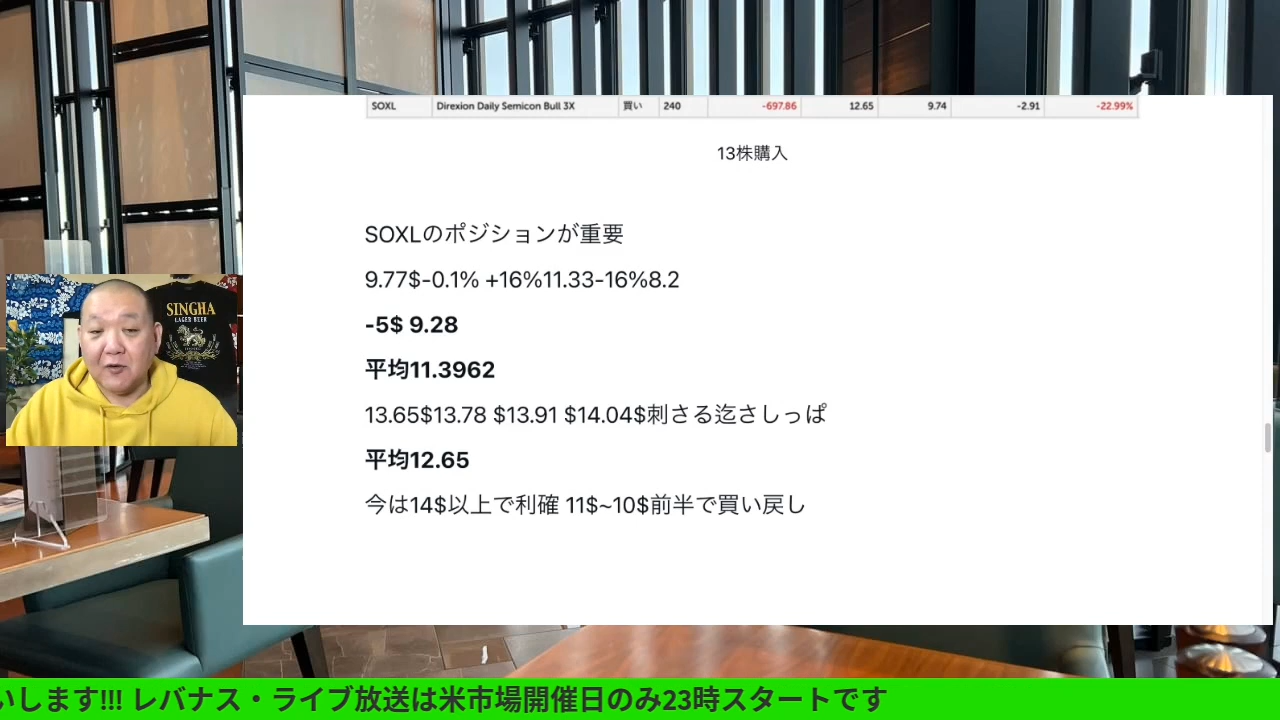 SOXL Direxion Daily Semicon Bull 3X 買い 240 -697.86 12.65 9.74 -2.91 -22.99%
13株購入
SOXLのポジションが重要
9.77$-0.1% +16%11.33-16%8.2
-5$ 9.28
平均11.3962
13.65$13.78 $13.91 $14.04$刺さる迄さしっぱ
平均12.65
今は14$以上で利確 11$~10$前半で買い戻し
SINGHA
LAGER BEER
いします!!! レバナス・ライブ放送は米市場開催日のみ23時スタートです